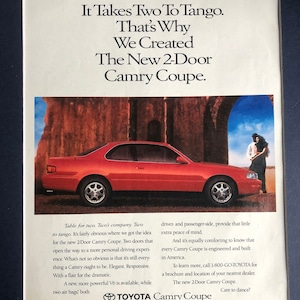 It Takes Two To Tango.
That's Why
We Created
The New 2-Door
Camry Coupe.
Table for two. Two's company. Two
to tango. It's fairly obvious where we got the idea
for the new 2-door Camry Coupe. Two doors that
open the way to a more personal driving experi-
ence. What's not so obvious is that it's still every-
thing a Camry ought to be. Elegant. Responsive.
With a flair for the dramatic.
A new, more powerful V6 is available, while
two air bags, both
driver and passenger-side, provide that little
extra peace of mind.
And it's equally comforting to know that
every Camry Coupe is engineered and built
in America.
To learn more, call 1-800-GO-TOYOTA for
a brochure and location of your nearest dealer.
The new 2-Door Camry Coupe.
Care to dance?
TOYOTA Camry Coupe